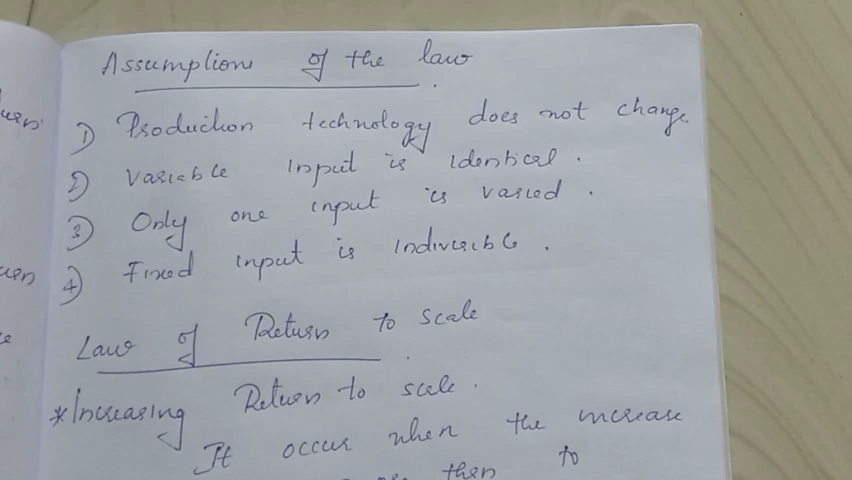 Assumption of the law
1) Production technology does not change
2) Variable input is identical.
3) Only one input is varied.
4) Fixed input is indivisible.
Law of Return to scale
*Increasing Return to scale.
It occur when the increase
then to